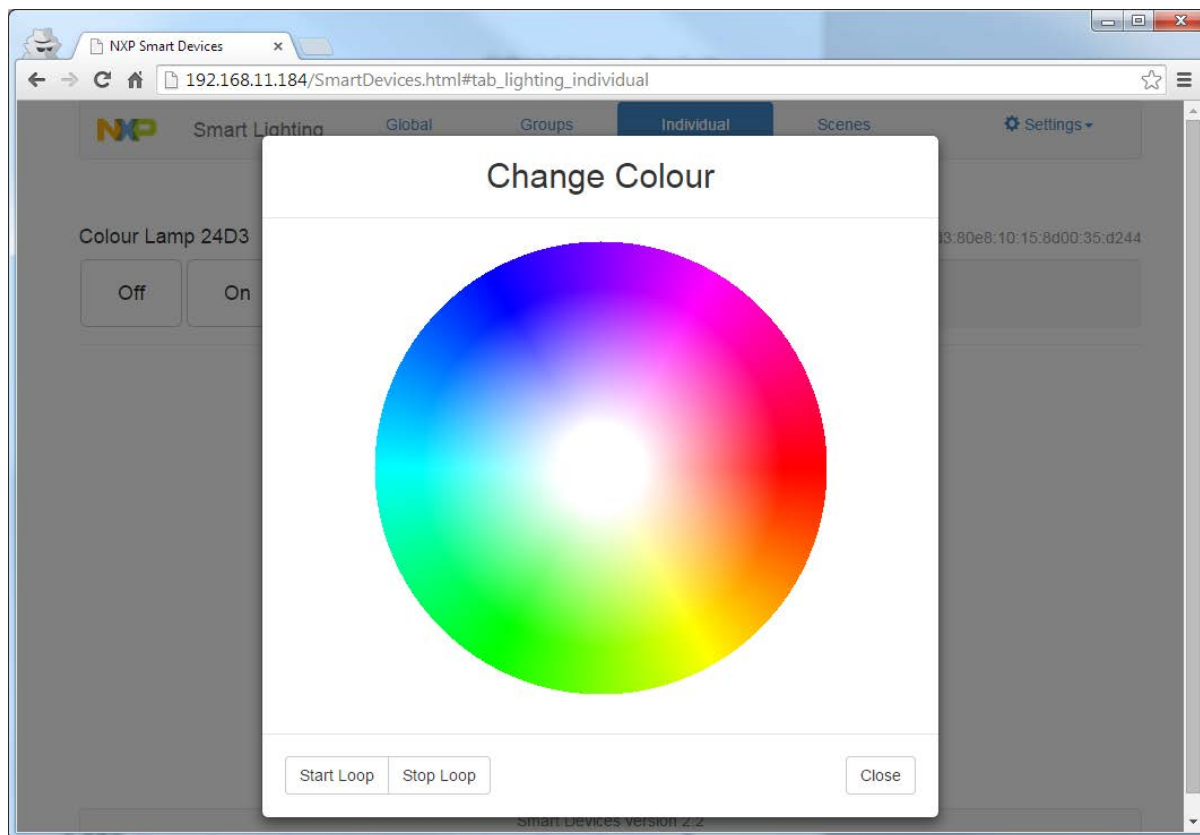 NXP Smart Devices
192.168.11.184/SmartDevices.html#tab_lighting_individual
NXP Smart Lighting Global Groups Individual Scenes Settings
Change Colour
Colour Lamp 24D3
:80e8:10:15:8d00:35:d244
Off On
Start Loop Stop Loop Close
Smart Devices Version 2.2